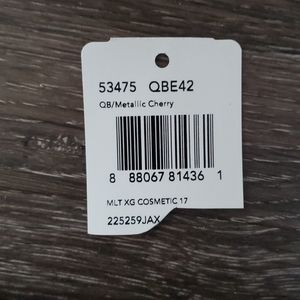 53475 QBE42
QB/Metallic Cherry
8 88067 81436 1
MLT XG COSMETIC 17
225259JAX